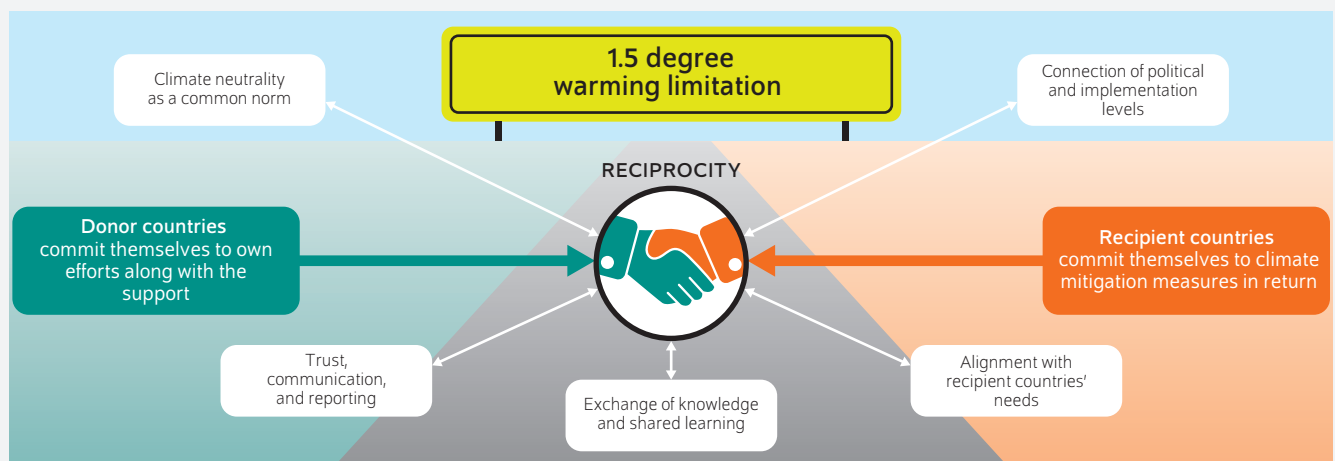 1.5 degree
warming limitation
Climate neutrality
as a common norm
Connection of political
and implementation
levels
RECIPROCITY
Donor countries
commit themselves to own
efforts along with the
support
Recipient countries
commit themselves to climate
mitigation measures in return
Trust,
communication,
and reporting
Exchange of knowledge
and shared learning
Alignment with
recipient countries'
needs